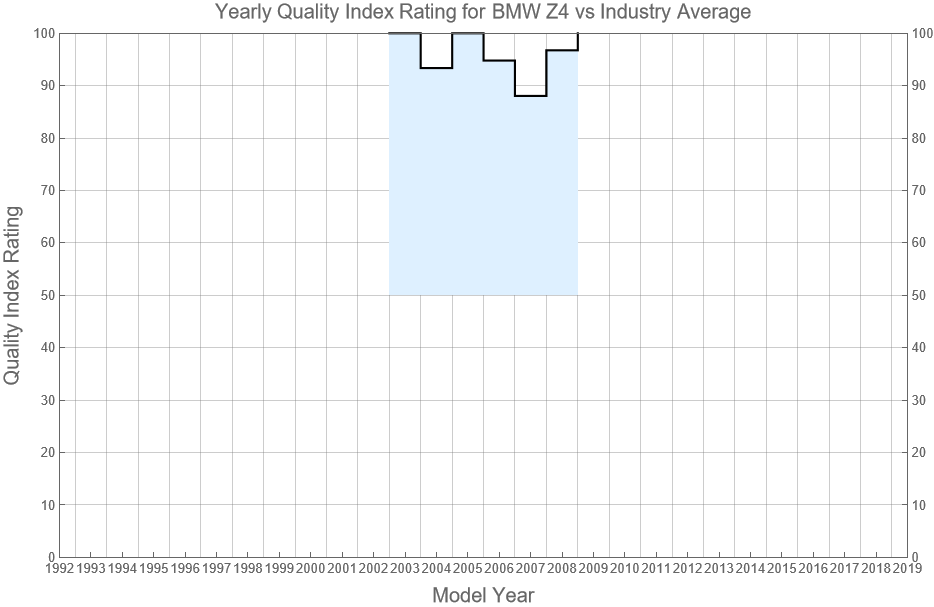 Yearly Quality Index Rating for BMW Z4 vs Industry Average
100 100
90 90
80 80
70 70
60 60
50 50
40 40
30 30
20 20
10 10
0 0
Quality Index Rating
1992 1993 1994 1995 1996 1997 1998 1999 2000 2001 2002 2003 2004 2005 2006 2007 2008 2009 2010 2011 2012 2013 2014 2015 2016 2017 2018 2019
Model Year